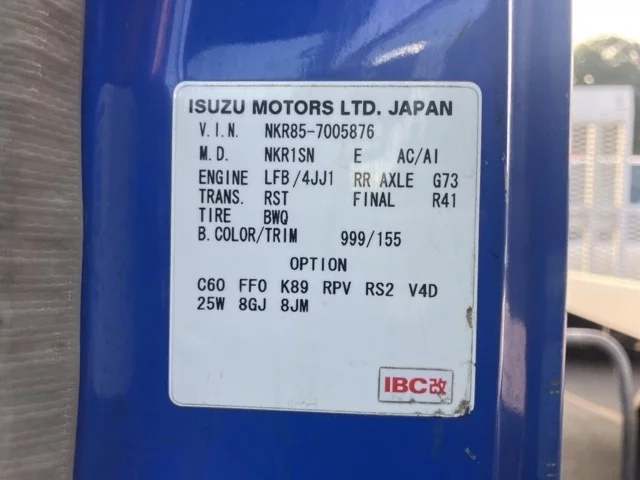 ISUZU MOTORS LTD. JAPAN
V.I.N. NKR85-7005876
M.D. NKR1SN E AC/AI
ENGINE LFB/4JJ1 RR AXLE G73
TRANS. RST FINAL R41
TIRE BWQ
B.COLOR/TRIM 999/155
OPTION
C60 FF0 K89 RPV RS2 V4D
25W 8GJ 8JM
IBC改